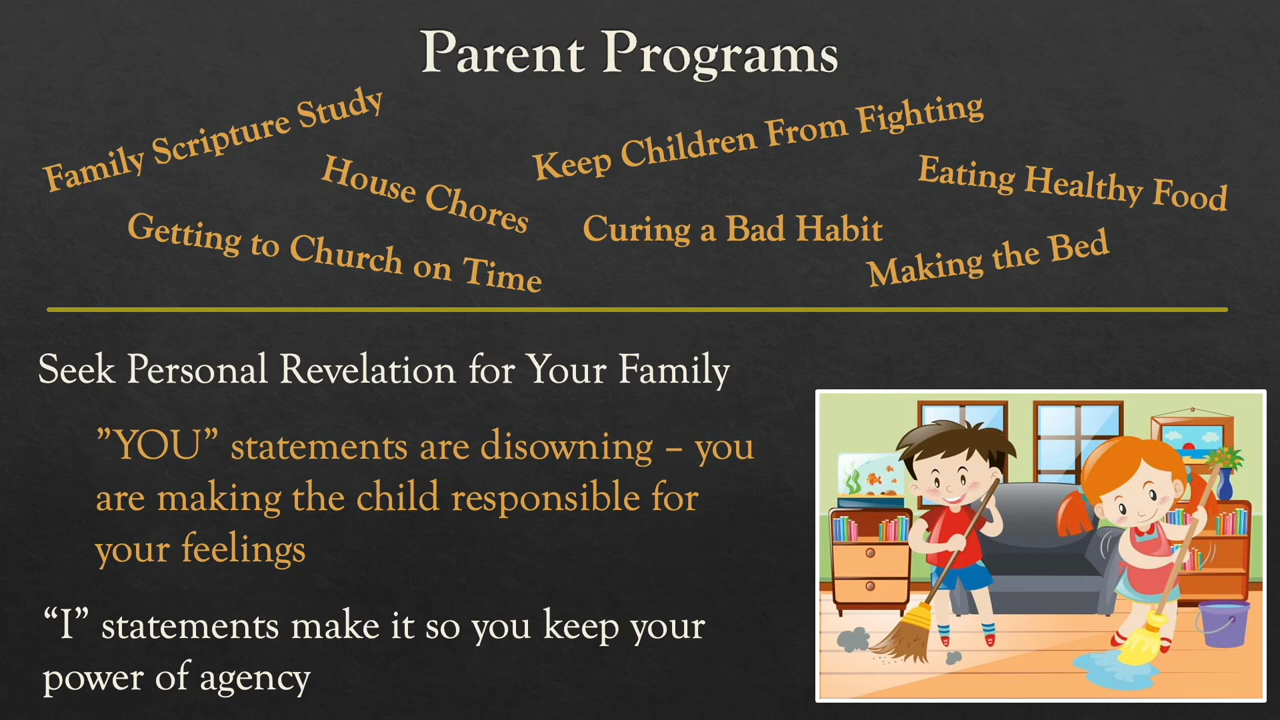 Parent Programs
Family Scripture Study
Keep Children From Fighting
House Chores
Eating Healthy Food
Getting to Church on Time
Curing a Bad Habit
Making the Bed
Seek Personal Revelation for Your Family
”YOU” statements are disowning – you
are making the child responsible for
your feelings
“I” statements make it so you keep your
power of agency